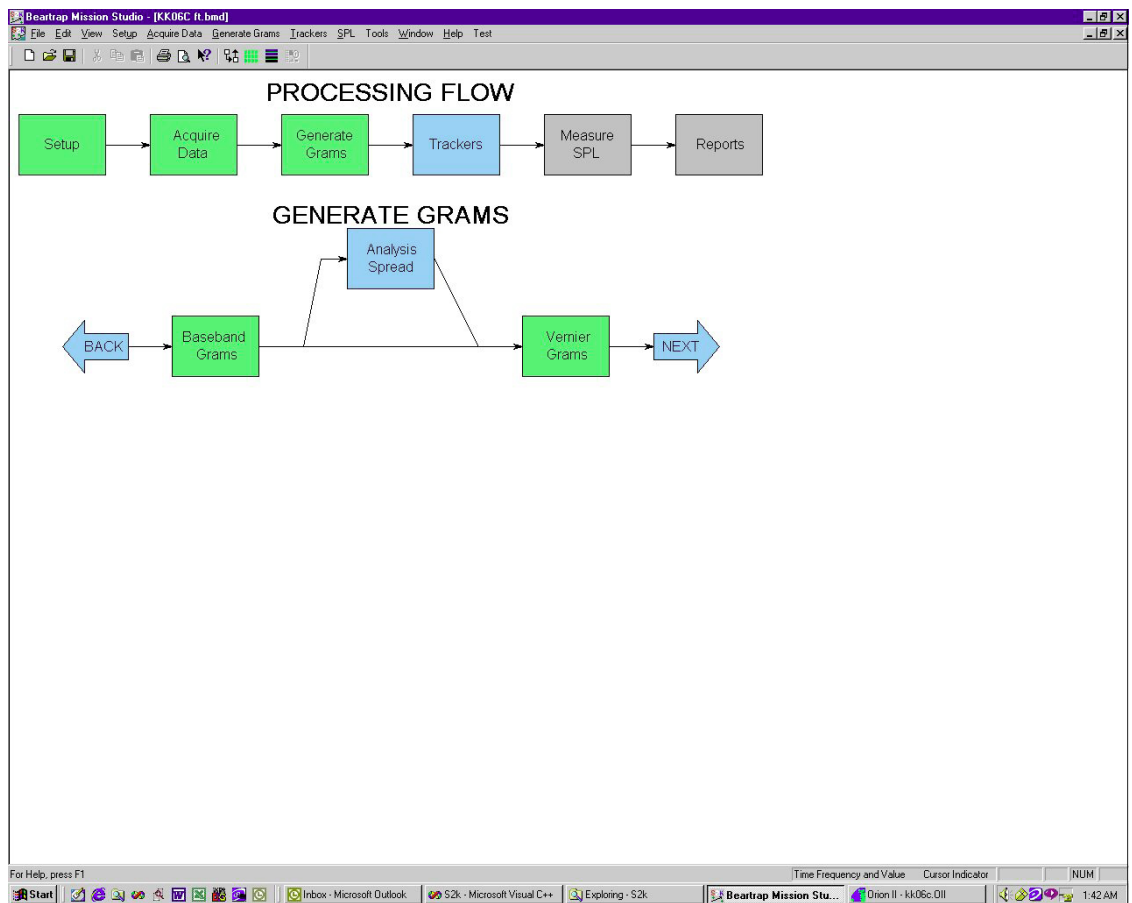 Beartrap Mission Studio - [KK06C ft.bmd]
File Edit View Setup Acquire Data Generate Grams Trackers SPL Tools Window Help Test
PROCESSING FLOW
Setup
Acquire
Data
Generate
Grams
Trackers
Measure
SPL
Reports
GENERATE GRAMS
Analysis
Spread
BACK
Baseband
Grams
Vernier
Grams
NEXT
For Help, press F1
Time Frequency and Value Cursor Indicator NUM
Start Inbox - Microsoft Outlook S2k - Microsoft Visual C++ Exploring - S2k Beartrap Mission Stu... Orion II - kk06c.OII 1:42 AM